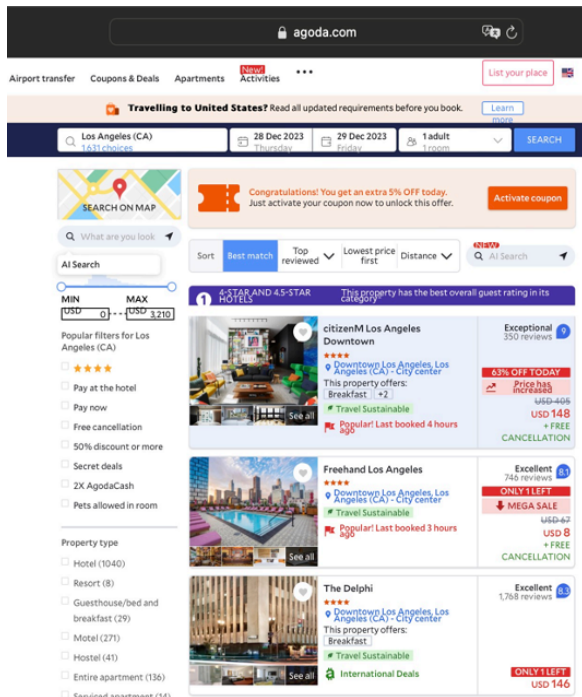 agoda.com
Airport transfer
Coupons & Deals
Apartments
New!
Activities
•••
List your place
Travelling to United States? Read all updated requirements before you book.
Learn more
Los Angeles (CA)
1,631 choices
28 Dec 2023
Thursday
29 Dec 2023
Friday
1 adult
1 room
SEARCH
SEARCH ON MAP
What are you look
AI Search
MIN
MAX
USD 0
USD 3,210
Popular filters for Los
Angeles (CA)
Pay at the hotel
Pay now
Free cancellation
50% discount or more
Secret deals
2X AgodaCash
Pets allowed in room
Property type
Hotel (1040)
Resort (8)
Guesthouse/bed and
breakfast (29)
Motel (271)
Hostel (41)
Entire apartment (136)
Serviced apartment (14)
Congratulations! You get an extra 5% OFF today.
Just activate your coupon now to unlock this offer.
Activate coupon
Sort
Best match
Top reviewed
Lowest price first
Distance
NEW
AI Search
1
4-STAR AND 4.5-STAR HOTELS
This property has the best overall guest rating in its category!
citizenM Los Angeles
Downtown
Downtown Los Angeles, Los
Angeles (CA) - City center
This property offers:
Breakfast
+2
Travel Sustainable
Popular! Last booked 4 hours
ago
See all
Exceptional
350 reviews
9
63% OFF TODAY
Price has
increased
USD 405
USD 148
+ FREE
CANCELLATION
Freehand Los Angeles
Downtown Los Angeles, Los
Angeles (CA) - City center
Travel Sustainable
Popular! Last booked 3 hours
ago
See all
Excellent
746 reviews
8.1
ONLY 1 LEFT
MEGA SALE
USD 67
USD 8
+ FREE
CANCELLATION
The Delphi
Downtown Los Angeles, Los
Angeles (CA) - City center
This property offers:
Breakfast
Travel Sustainable
International Deals
See all
Excellent
1,768 reviews
8.3
ONLY 1 LEFT
USD 146